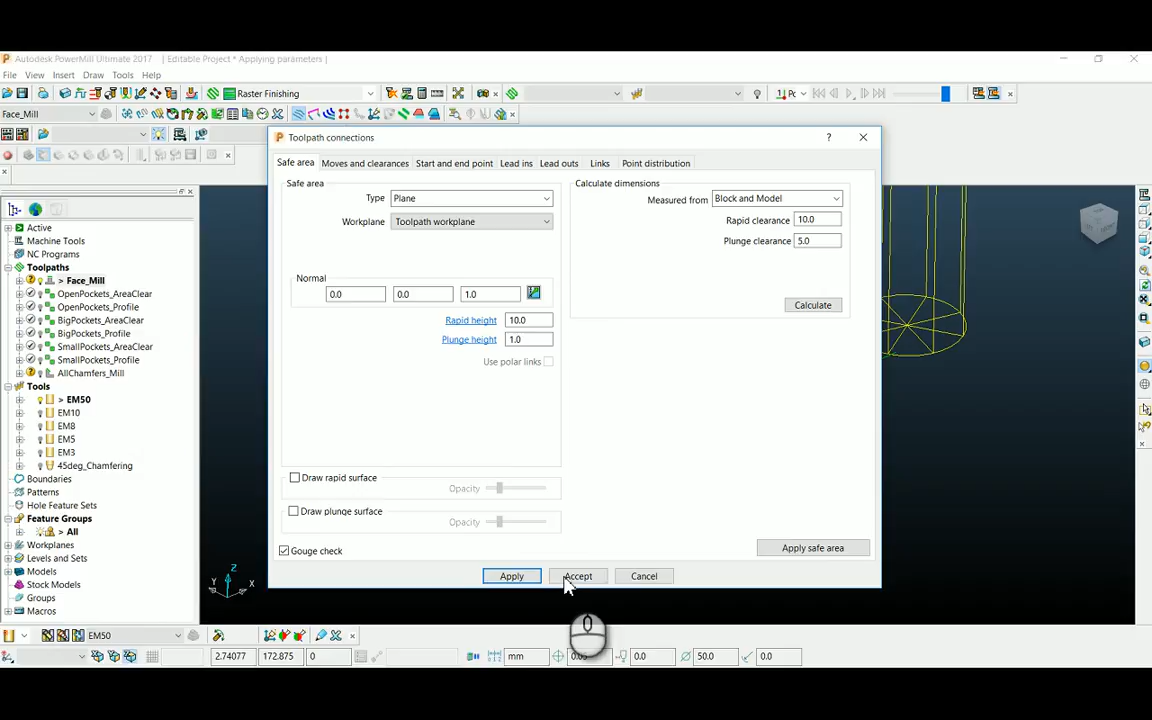 Autodesk PowerMill Ultimate 2017 [ Editable Project * Applying parameters ]
File View Insert Draw Tools Help
Raster Finishing
Face_Mill
Toolpath connections
Safe area Moves and clearances Start and end point Lead ins Lead outs Links Point distribution
Safe area
Type Plane
Workplane Toolpath workplane
Normal
0.0 0.0 1.0
Rapid height 10.0
Plunge height 1.0
Use polar links
Draw rapid surface
Opacity
Draw plunge surface
Opacity
Gouge check
Calculate dimensions
Measured from Block and Model
Rapid clearance 10.0
Plunge clearance 5.0
Calculate
Apply safe area
Apply Accept Cancel
Active
Machine Tools
NC Programs
Toolpaths
> Face_Mill
OpenPockets_AreaClear
OpenPockets_Profile
BigPockets_AreaClear
BigPockets_Profile
SmallPockets_AreaClear
SmallPockets_Profile
AllChamfers_Mill
Tools
> EM50
EM10
EM8
EM5
EM3
45deg_Chamfering
Boundaries
Patterns
Hole Feature Sets
Feature Groups
> All
Workplanes
Levels and Sets
Models
Stock Models
Groups
Macros
Z
Y X
EM50
2.74077 172.875 0 mm 0.0 50.0 0.0